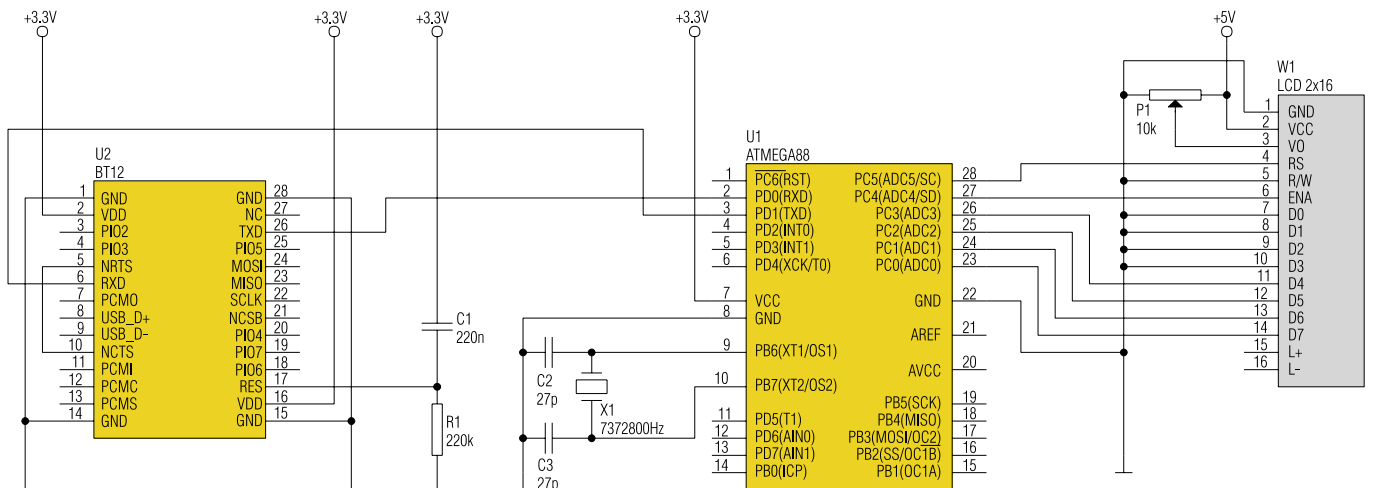 +3.3V
+3.3V
+3.3V
+3.3V
+5V
W1
LCD 2x16
1 GND
2 VCC
3 VO
4 RS
5 R/W
6 ENA
7 D0
8 D1
9 D2
10 D3
11 D4
12 D5
13 D6
14 D7
15 L+
16 L-
P1
10k
U1
ATMEGA88
1 PC6(RST) PC5(ADC5/SC) 28
2 PD0(RXD) PC4(ADC4/SD) 27
3 PD1(TXD) PC3(ADC3) 26
4 PD2(INT0) PC2(ADC2) 25
5 PD3(INT1) PC1(ADC1) 24
6 PD4(XCK/T0) PC0(ADC0) 23
7 VCC GND 22
8 GND
AREF 21
9 PB6(XT1/OS1)
AVCC 20
10 PB7(XT2/OS2)
PB5(SCK) 19
11 PD5(T1) PB4(MISO) 18
12 PD6(AIN0) PB3(MOSI/OC2) 17
13 PD7(AIN1) PB2(SS/OC1B) 16
14 PB0(ICP) PB1(OC1A) 15
U2
BT12
1 GND GND 28
2 VDD NC 27
3 PIO2 TXD 26
4 PIO3 PIO5 25
5 NRTS MOSI 24
6 RXD MISO 23
7 PCMO SCLK 22
8 USB_D+ NCSB 21
9 USB_D- PIO4 20
10 NCTS PIO7 19
11 PCMI PIO6 18
12 PCMC RES 17
13 PCMS VDD 16
14 GND GND 15
C1
220n
R1
220k
C2
27p
X1
7372800Hz
C3
27p